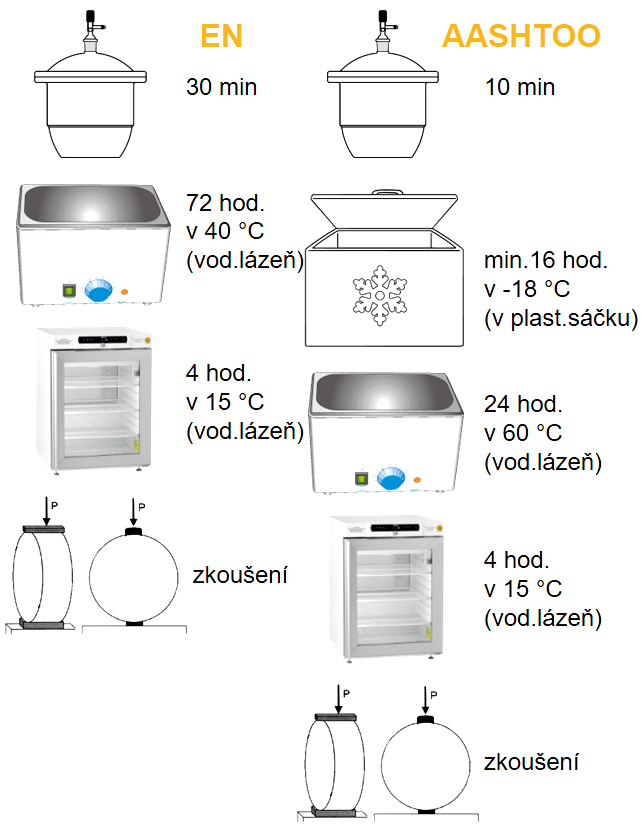 EN
30 min
72 hod.
v 40 °C
(vod.lázeň)
4 hod.
v 15 °C
(vod.lázeň)
P
zkoušení
AASHTOO
10 min
min.16 hod.
v -18 °C
(v plast.sáčku)
24 hod.
v 60 °C
(vod.lázeň)
4 hod.
v 15 °C
(vod.lázeň)
P
zkoušení